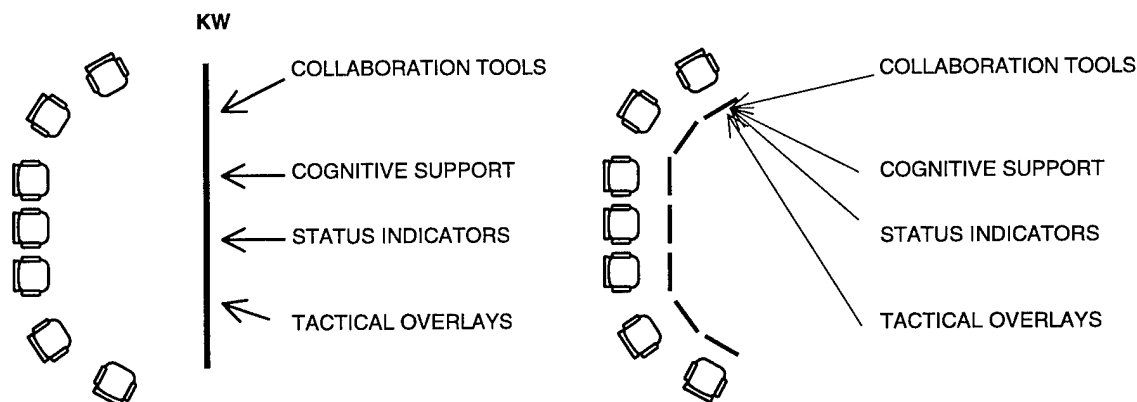 KW
COLLABORATION TOOLS
COGNITIVE SUPPORT
STATUS INDICATORS
TACTICAL OVERLAYS
COLLABORATION TOOLS
COGNITIVE SUPPORT
STATUS INDICATORS
TACTICAL OVERLAYS